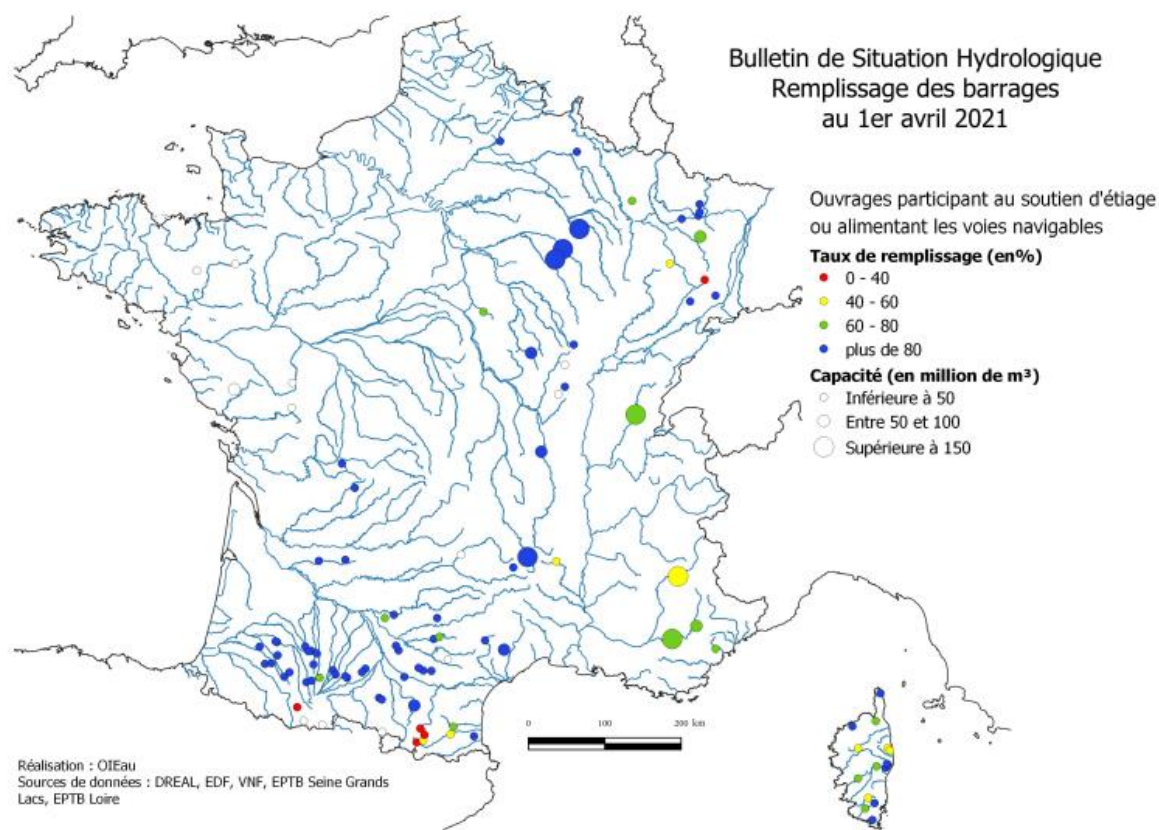 Bulletin de Situation Hydrologique
Remplissage des barrages
au 1er avril 2021
Ouvrages participant au soutien d'étiage
ou alimentant les voies navigables
Taux de remplissage (en%)
0 - 40
40 - 60
60 - 80
plus de 80
Capacité (en million de m³)
Inférieure à 50
Entre 50 et 100
Supérieure à 150
0 100 200 km
Réalisation : OIEau
Sources de données : DREAL, EDF, VNF, EPTB Seine Grands
Lacs, EPTB Loire